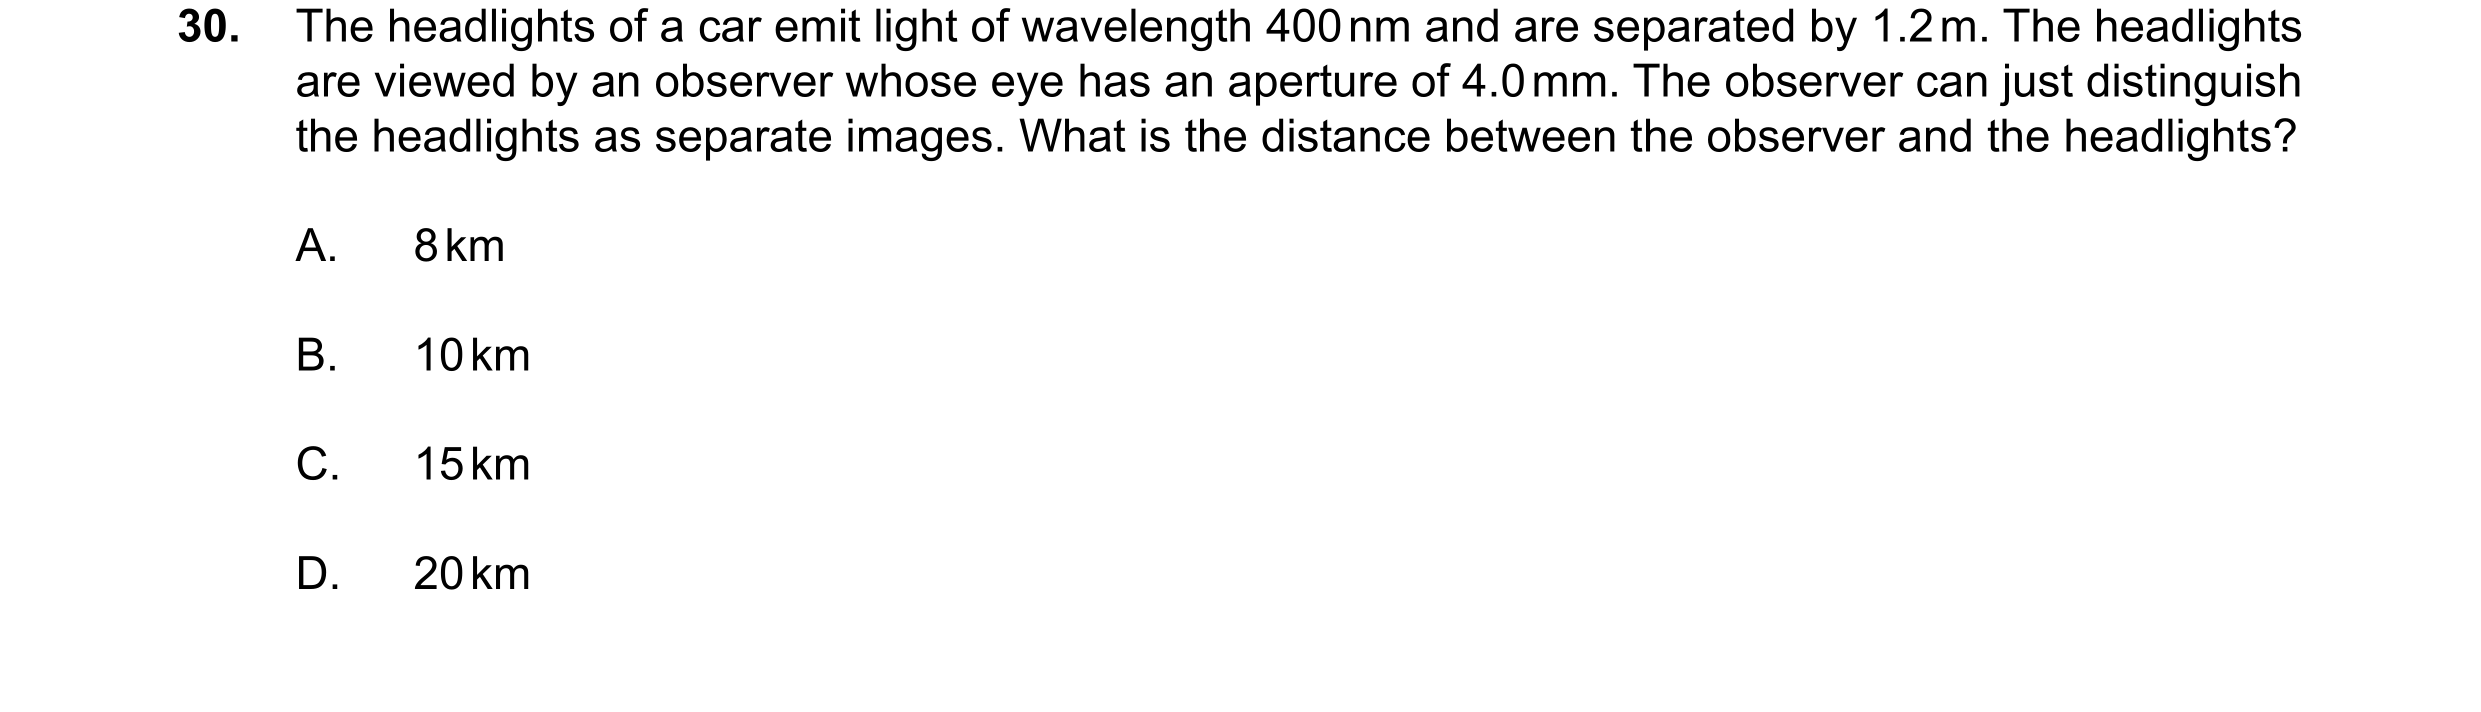 30. The headlights of a car emit light of wavelength 400 nm and are separated by 1.2 m. The headlights
are viewed by an observer whose eye has an aperture of 4.0 mm. The observer can just distinguish
the headlights as separate images. What is the distance between the observer and the headlights?
A. 8 km
B. 10 km
C. 15 km
D. 20 km